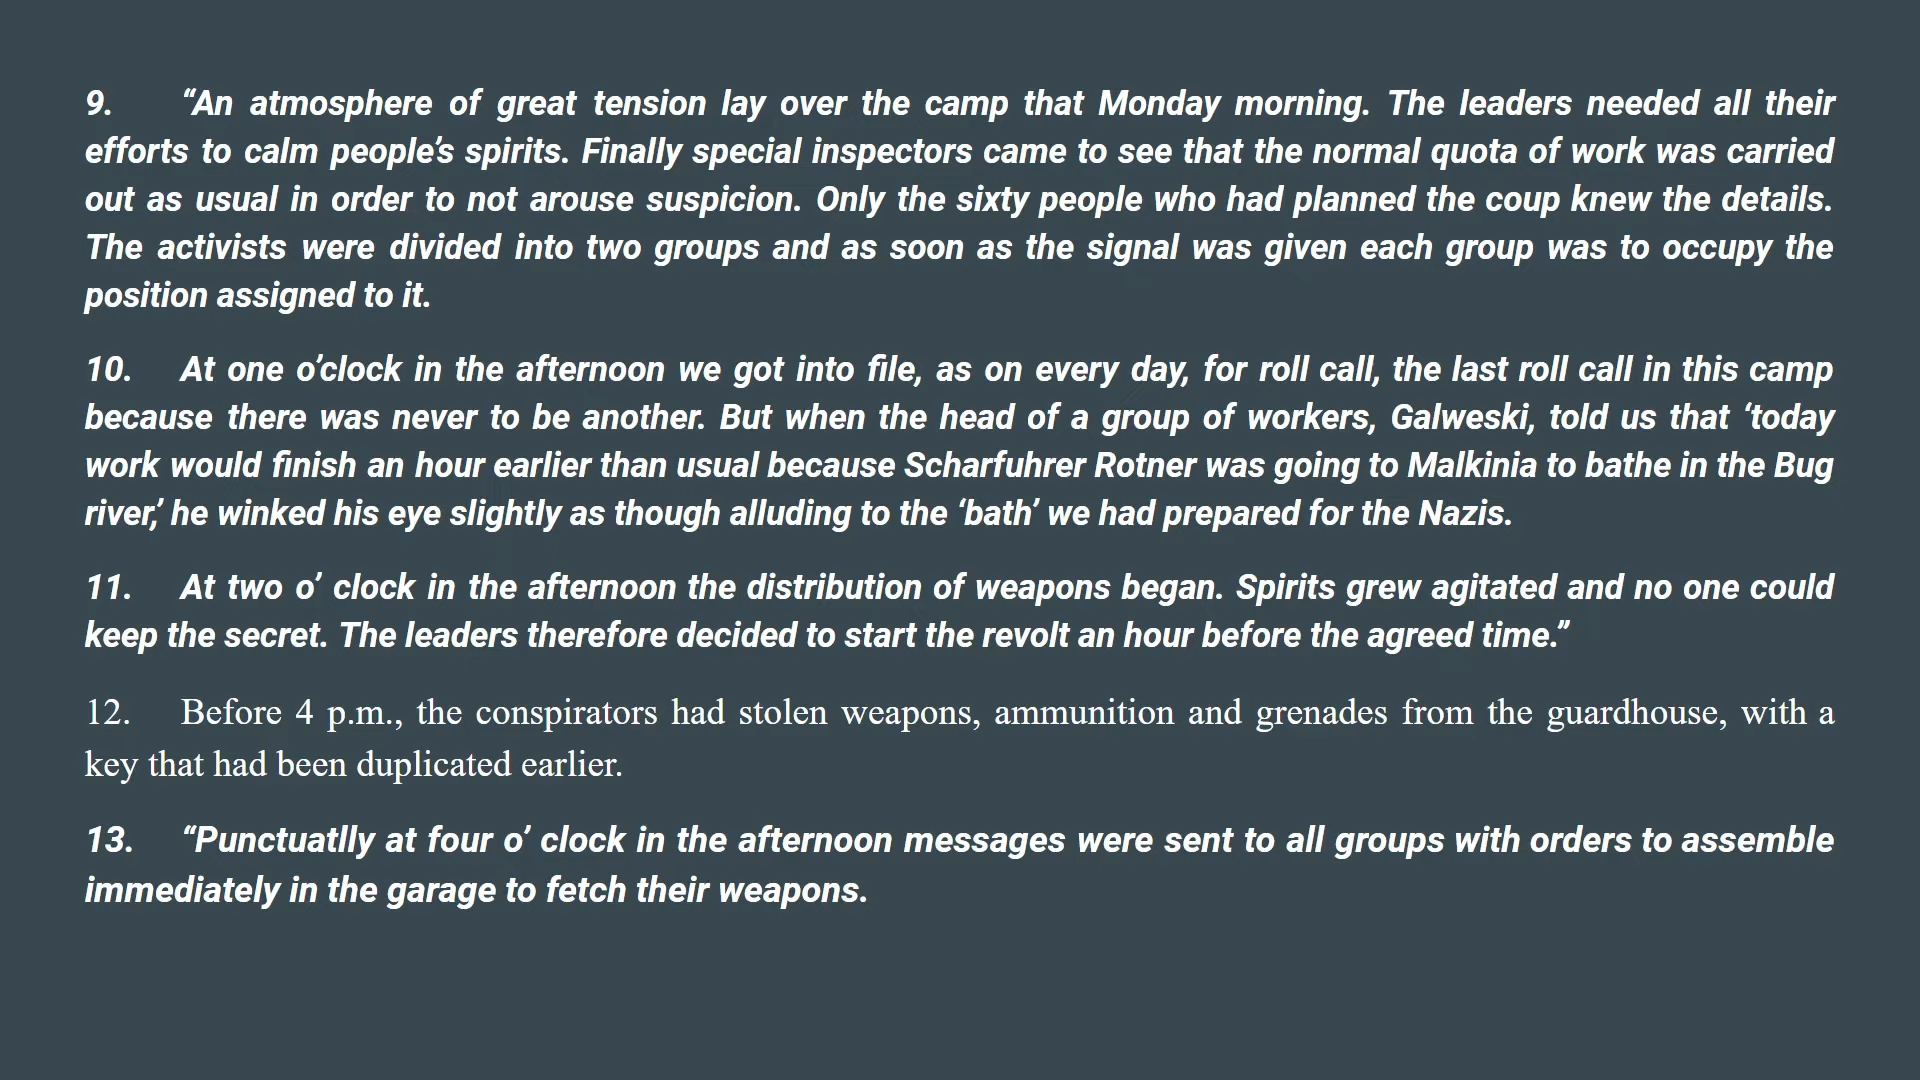 9. “An atmosphere of great tension lay over the camp that Monday morning. The leaders needed all their
efforts to calm people’s spirits. Finally special inspectors came to see that the normal quota of work was carried
out as usual in order to not arouse suspicion. Only the sixty people who had planned the coup knew the details.
The activists were divided into two groups and as soon as the signal was given each group was to occupy the
position assigned to it.
10. At one o’clock in the afternoon we got into file, as on every day, for roll call, the last roll call in this camp
because there was never to be another. But when the head of a group of workers, Galweski, told us that ‘today
work would finish an hour earlier than usual because Scharfuhrer Rotner was going to Malkinia to bathe in the Bug
river,’ he winked his eye slightly as though alluding to the ‘bath’ we had prepared for the Nazis.
11. At two o’ clock in the afternoon the distribution of weapons began. Spirits grew agitated and no one could
keep the secret. The leaders therefore decided to start the revolt an hour before the agreed time.”
12. Before 4 p.m., the conspirators had stolen weapons, ammunition and grenades from the guardhouse, with a
key that had been duplicated earlier.
13. “Punctuatlly at four o’ clock in the afternoon messages were sent to all groups with orders to assemble
immediately in the garage to fetch their weapons.